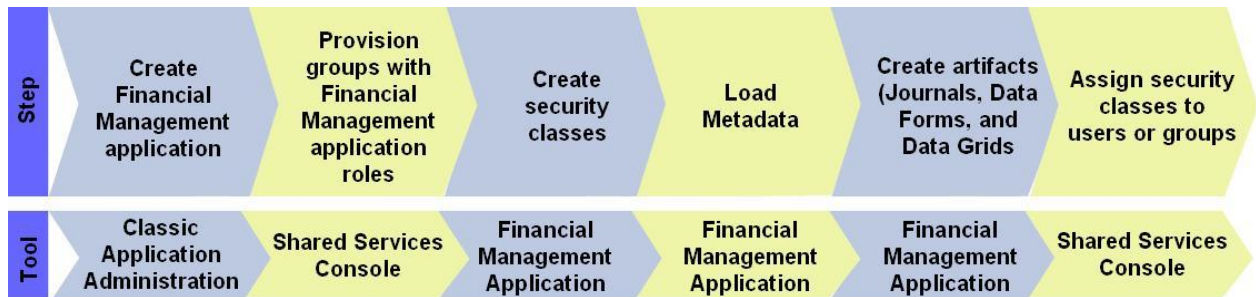 Step
Create
Financial
Management
application
Provision
groups with
Financial
Management
application
roles
Create
security
classes
Load
Metadata
Create artifacts
(Journals, Data
Forms, and
Data Grids
Assign security
classes to
users or groups
Tool
Classic
Application
Administration
Shared Services
Console
Financial
Management
Application
Financial
Management
Application
Financial
Management
Application
Shared Services
Console